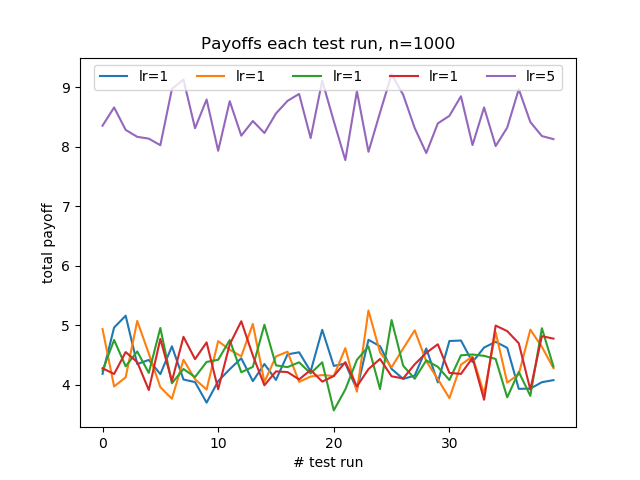 Payoffs each test run, n=1000
lr=1 lr=1 lr=1 lr=1 lr=5
9
8
7
6
5
4
total payoff
0 10 20 30
# test run